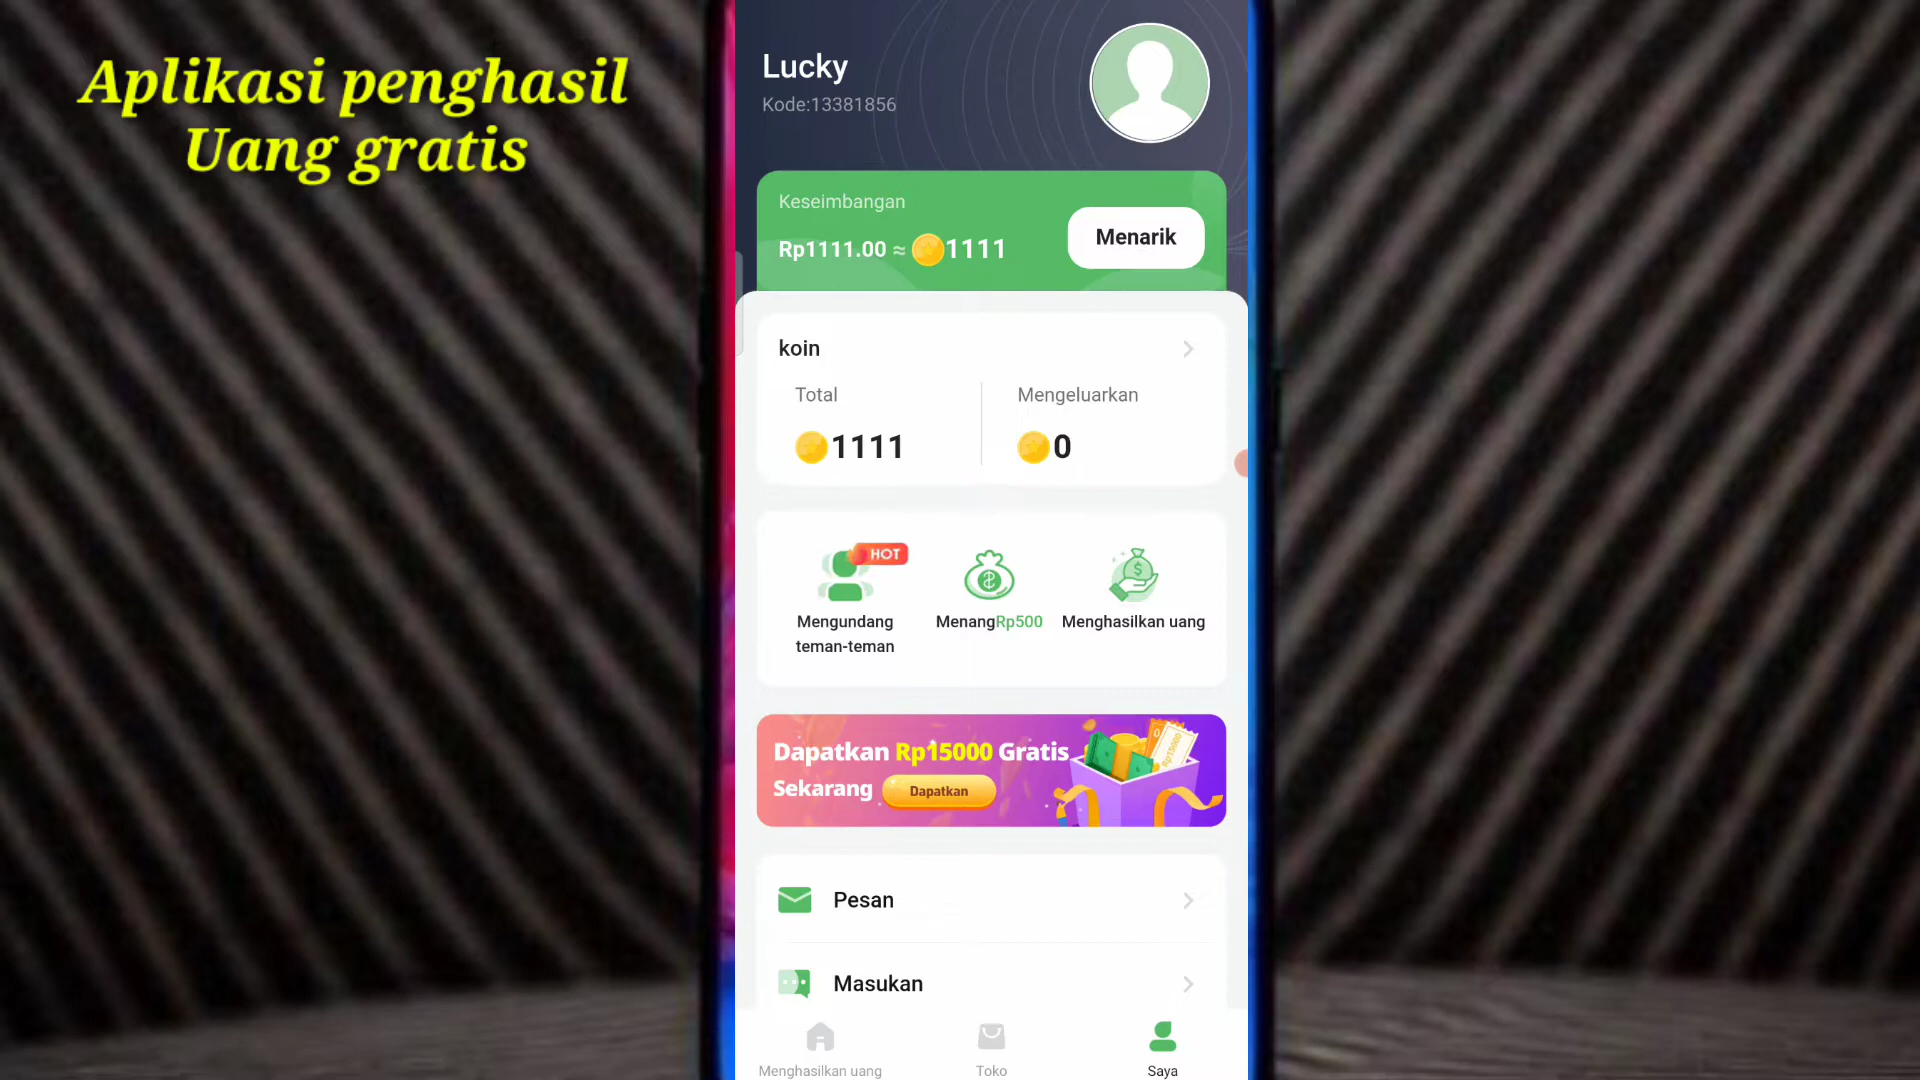 Aplikasi penghasil
Uang gratis
Lucky
Kode:13381856
Keseimbangan
Rp1111.00 ≈ 1111
Menarik
koin
Total
Mengeluarkan
1111
0
HOT
Mengundang
teman-teman
MenangRp500
Menghasilkan uang
Dapatkan Rp15000 Gratis
Sekarang
Dapatkan
Rp15000
Pesan
Masukan
Menghasilkan uang
Toko
Saya